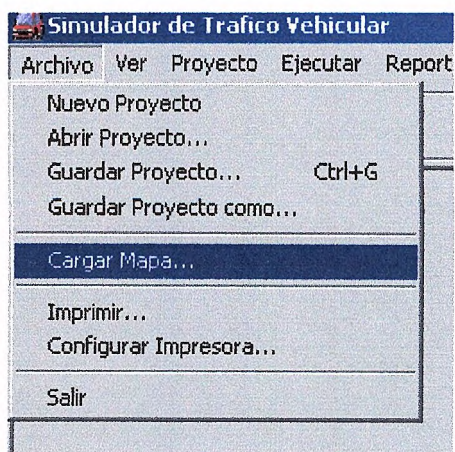 Simulador de Trafico Vehicular
Archivo Ver Proyecto Ejecutar Report
Nuevo Proyecto
Abrir Proyecto...
Guardar Proyecto... Ctrl+G
Guardar Proyecto como...
Cargar Mapa...
Imprimir...
Configurar Impresora...
Salir